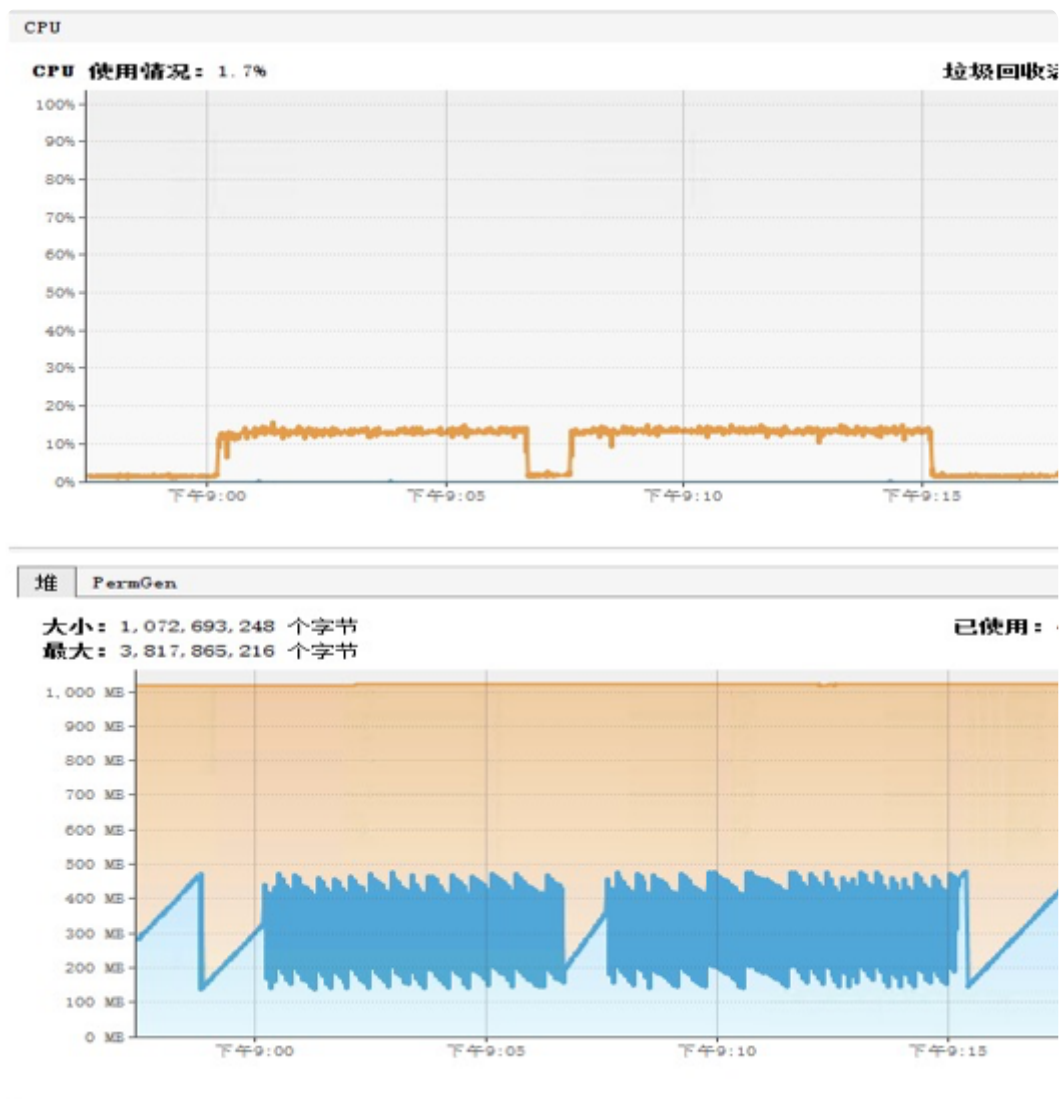 CPU
CPU 使用情况: 1.7% 垃圾回收
100%
90%
80%
70%
60%
50%
40%
30%
20%
10%
0%
下午9:00 下午9:05 下午9:10 下午9:15
堆 PermGen
大小: 1,072,693,248 个字节 已使用:
最大: 3,817,865,216 个字节
1,000 MB
900 MB
800 MB
700 MB
600 MB
500 MB
400 MB
300 MB
200 MB
100 MB
0 MB
下午9:00 下午9:05 下午9:10 下午9:15